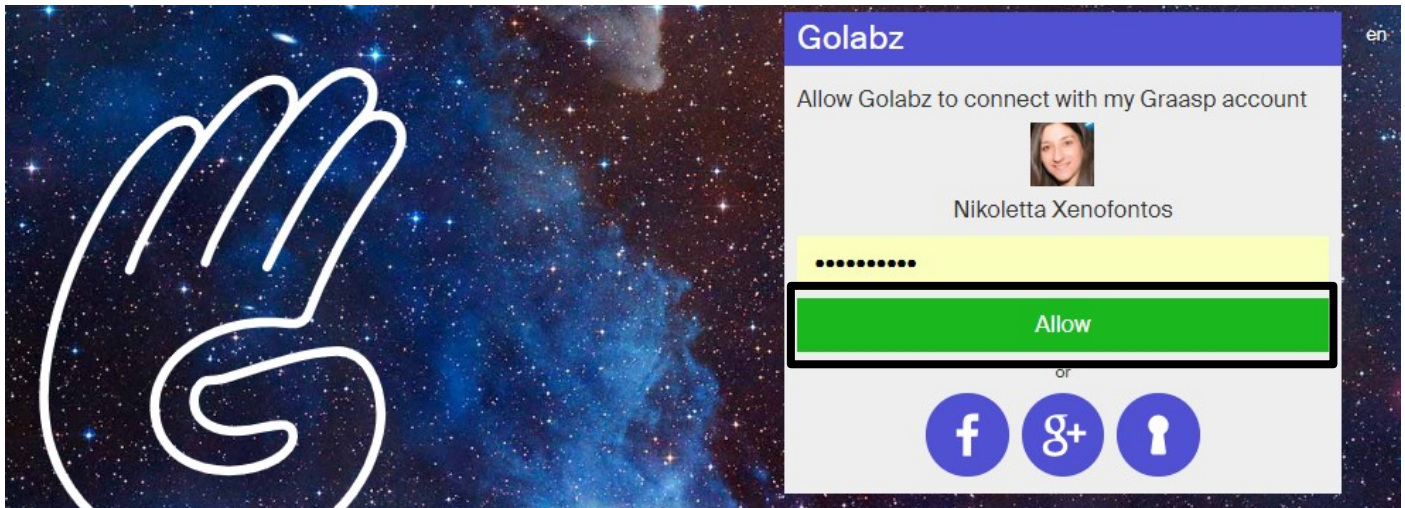 Golabz
en
Allow Golabz to connect with my Graasp account
Nikoletta Xenofontos
••••••••••
Allow
or
f
g+